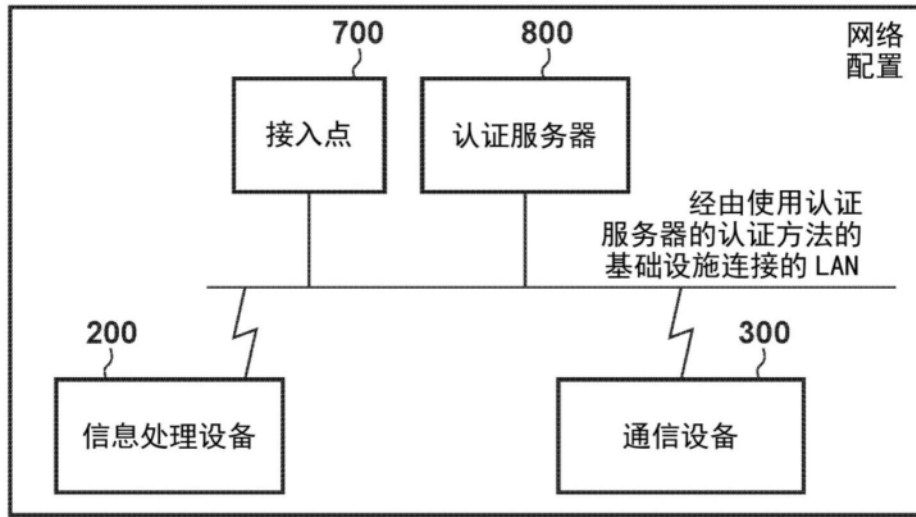 700
800
网络
配置
接入点
认证服务器
经由使用认证
服务器的认证方法的
基础设施连接的 LAN
200
300
信息处理设备
通信设备